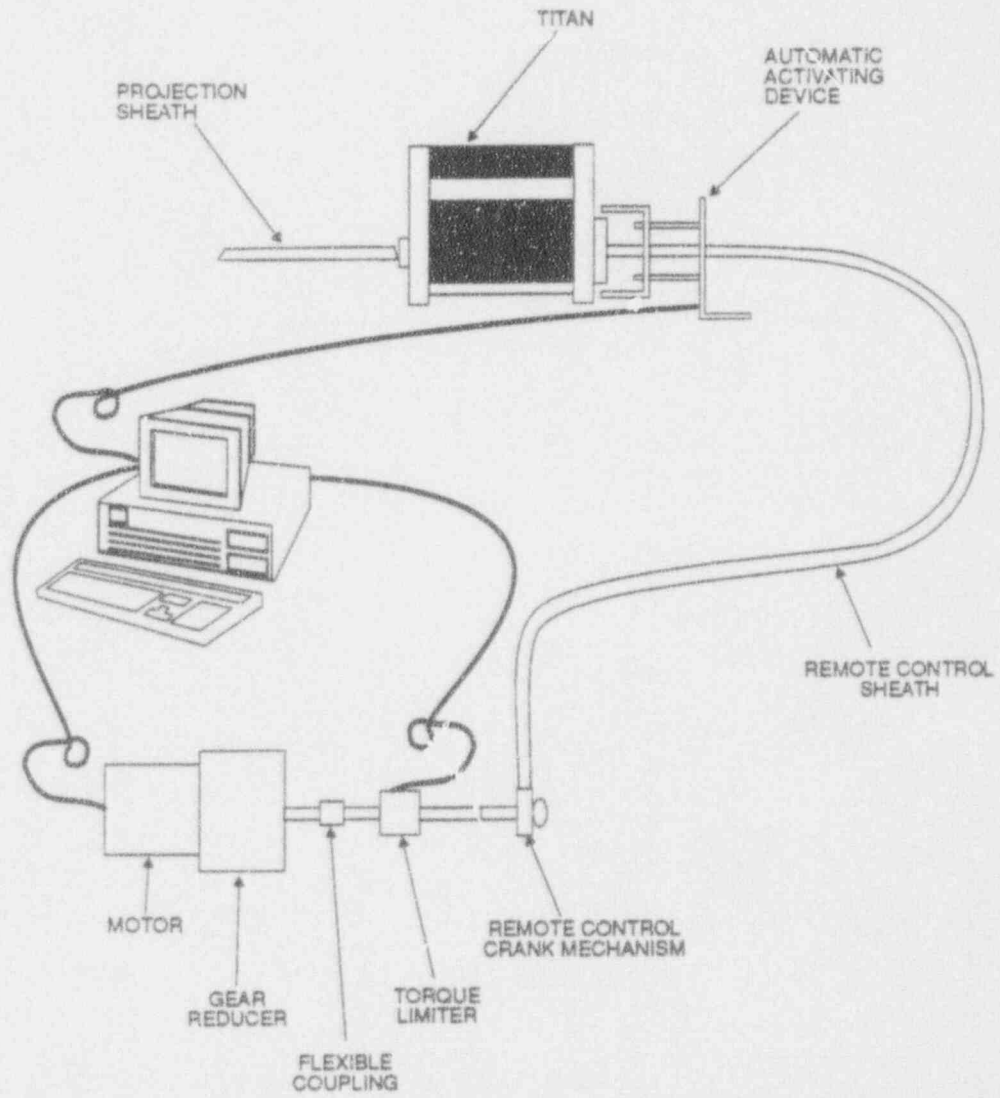 TITAN
AUTOMATIC
ACTIVATING
DEVICE
PROJECTION
SHEATH
REMOTE CONTROL
SHEATH
MOTOR
REMOTE CONTROL
CRANK MECHANISM
GEAR
REDUCER
TORQUE
LIMITER
FLEXIBLE
COUPLING